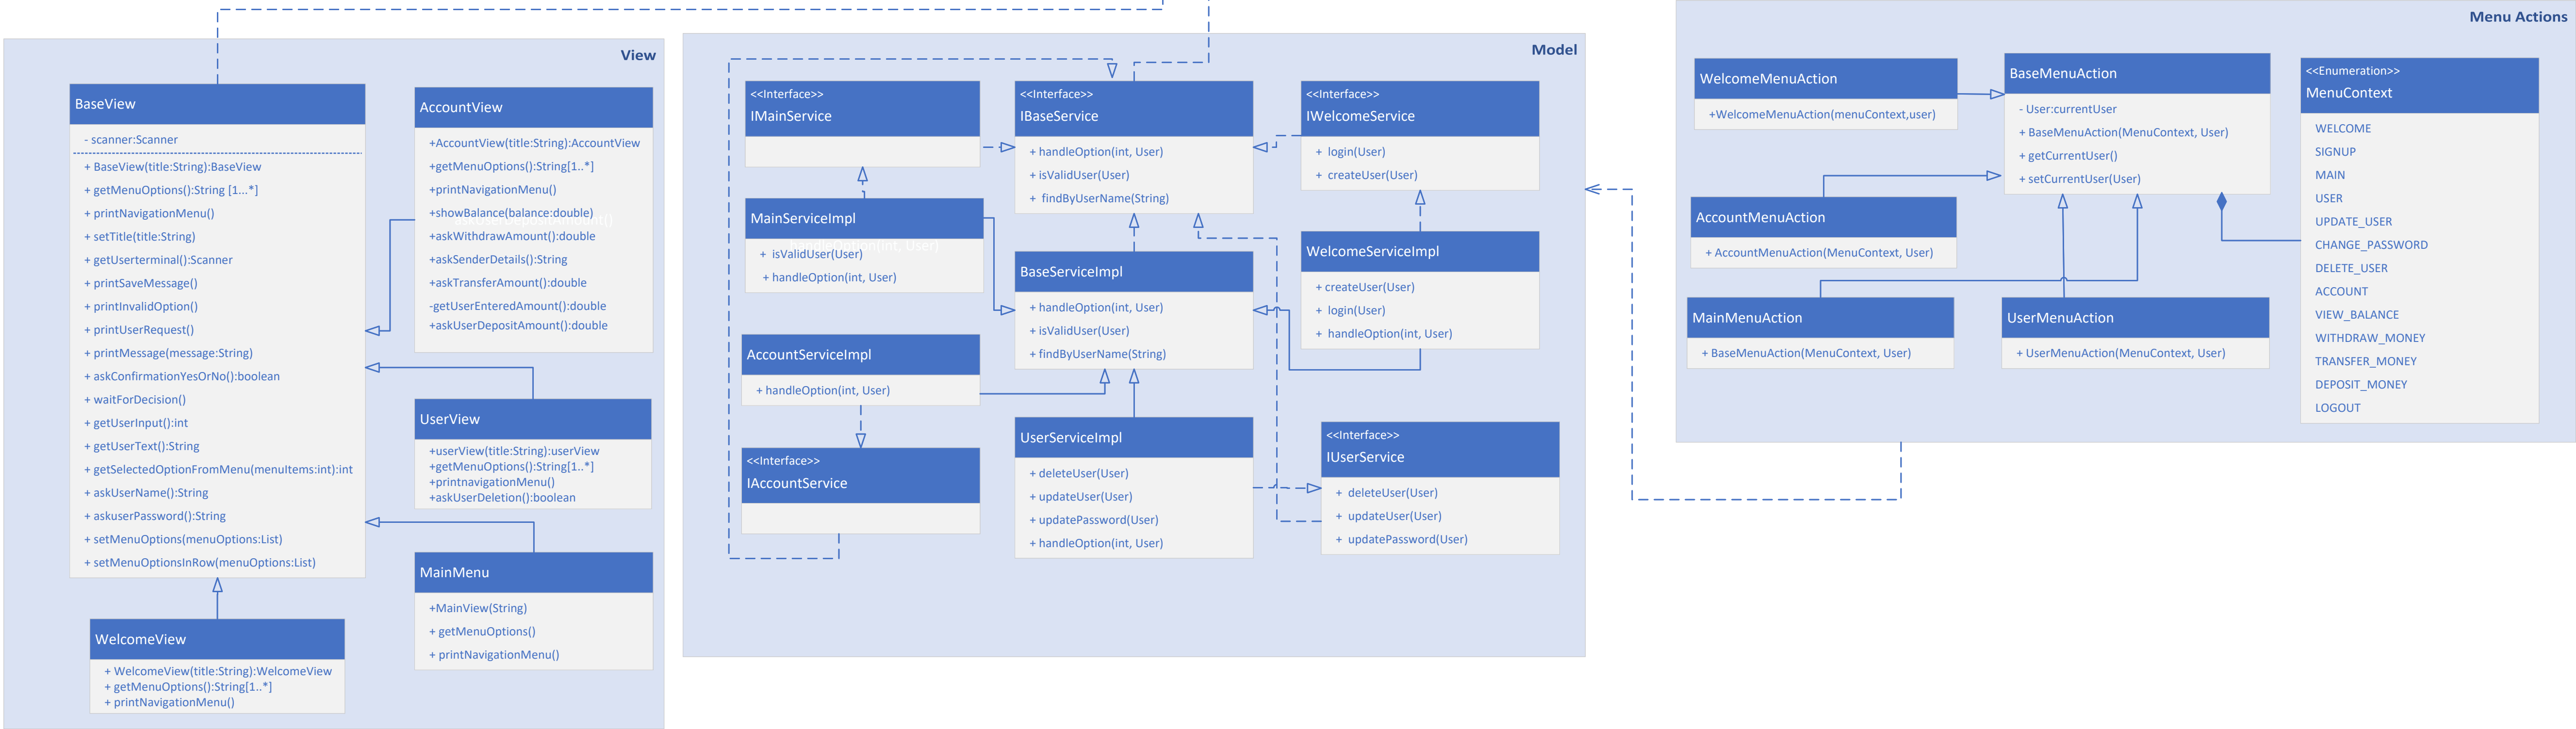 View
BaseView
- scanner:Scanner
+ BaseView(title:String):BaseView
+ getMenuOptions():String [1...*]
+ printNavigationMenu()
+ setTitle(title:String)
+ getUserterminal():Scanner
+ printSaveMessage()
+ printInvalidOption()
+ printUserRequest()
+ printMessage(message:String)
+ askConfirmationYesOrNo():boolean
+ waitForDecision()
+ getUserInput():int
+ getUserText():String
+ getSelectedOptionFromMenu(menuItems:int):int
+ askUserName():String
+ askuserPassword():String
+ setMenuOptions(menuOptions:List)
+ setMenuOptionsInRow(menuOptions:List)
AccountView
+AccountView(title:String):AccountView
+getMenuOptions():String[1..*]
+printNavigationMenu()
+showBalance(balance:double)
+askWithdrawAmount():double
+askSenderDetails():String
+askTransferAmount():double
-getUserEnteredAmount():double
+askUserDepositAmount():double
UserView
+userView(title:String):userView
+getMenuOptions():String[1..*]
+printnavigationMenu()
+askUserDeletion():boolean
MainMenu
+MainView(String)
+ getMenuOptions()
+ printNavigationMenu()
WelcomeView
+ WelcomeView(title:String):WelcomeView
+ getMenuOptions():String[1..*]
+ printNavigationMenu()
Model
<<Interface>>
IMainService
MainServiceImpl
handleOption(int, User)
+ isValidUser(User)
+ handleOption(int, User)
AccountServiceImpl
+ handleOption(int, User)
<<Interface>>
IAccountService
<<Interface>>
IBaseService
+ handleOption(int, User)
+ isValidUser(User)
+ findByUserName(String)
BaseServiceImpl
+ handleOption(int, User)
+ isValidUser(User)
+ findByUserName(String)
UserServiceImpl
+ deleteUser(User)
+ updateUser(User)
+ updatePassword(User)
+ handleOption(int, User)
<<Interface>>
IWelcomeService
+ login(User)
+ createUser(User)
WelcomeServiceImpl
+ createUser(User)
+ login(User)
+ handleOption(int, User)
<<Interface>>
IUserService
+ deleteUser(User)
+ updateUser(User)
+ updatePassword(User)
Menu Actions
WelcomeMenuAction
+WelcomeMenuAction(menuContext,user)
AccountMenuAction
+ AccountMenuAction(MenuContext, User)
MainMenuAction
+ BaseMenuAction(MenuContext, User)
BaseMenuAction
- User:currentUser
+ BaseMenuAction(MenuContext, User)
+ getCurrentUser()
+ setCurrentUser(User)
UserMenuAction
+ UserMenuAction(MenuContext, User)
<<Enumeration>>
MenuContext
WELCOME
SIGNUP
MAIN
USER
UPDATE_USER
CHANGE_PASSWORD
DELETE_USER
ACCOUNT
VIEW_BALANCE
WITHDRAW_MONEY
TRANSFER_MONEY
DEPOSIT_MONEY
LOGOUT